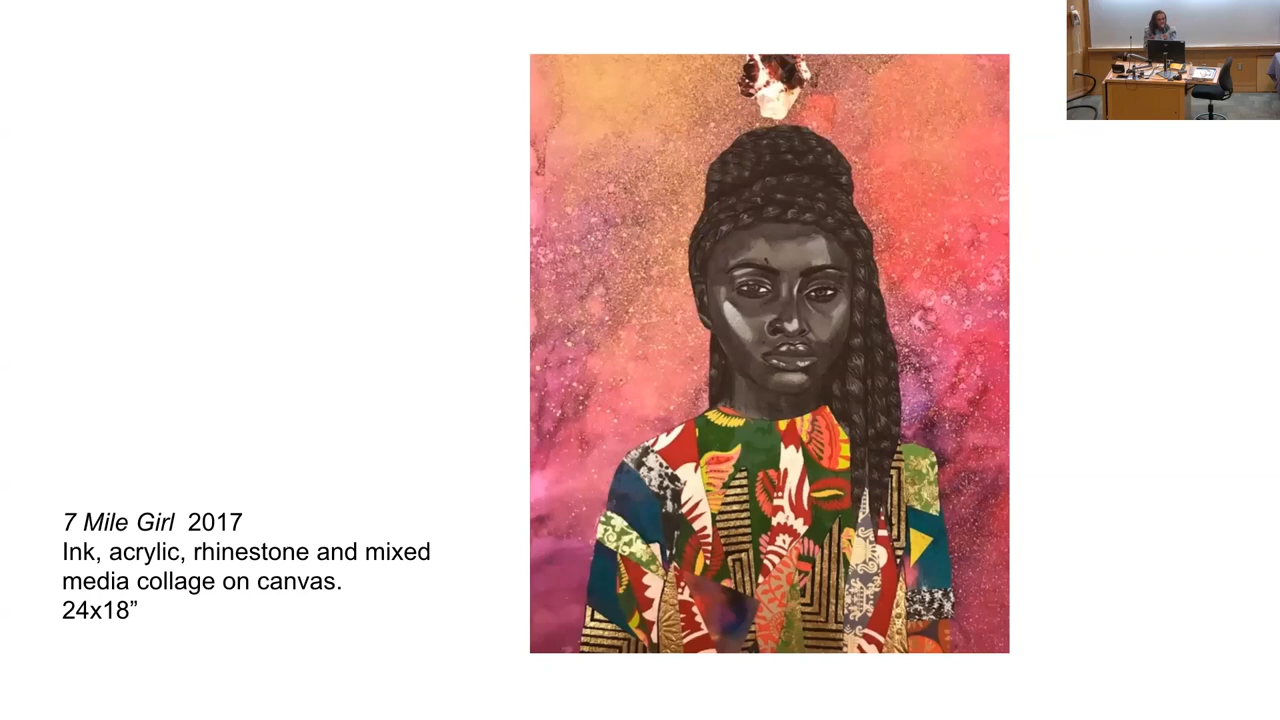 7 Mile Girl  2017
Ink, acrylic, rhinestone and mixed
media collage on canvas.
24x18”